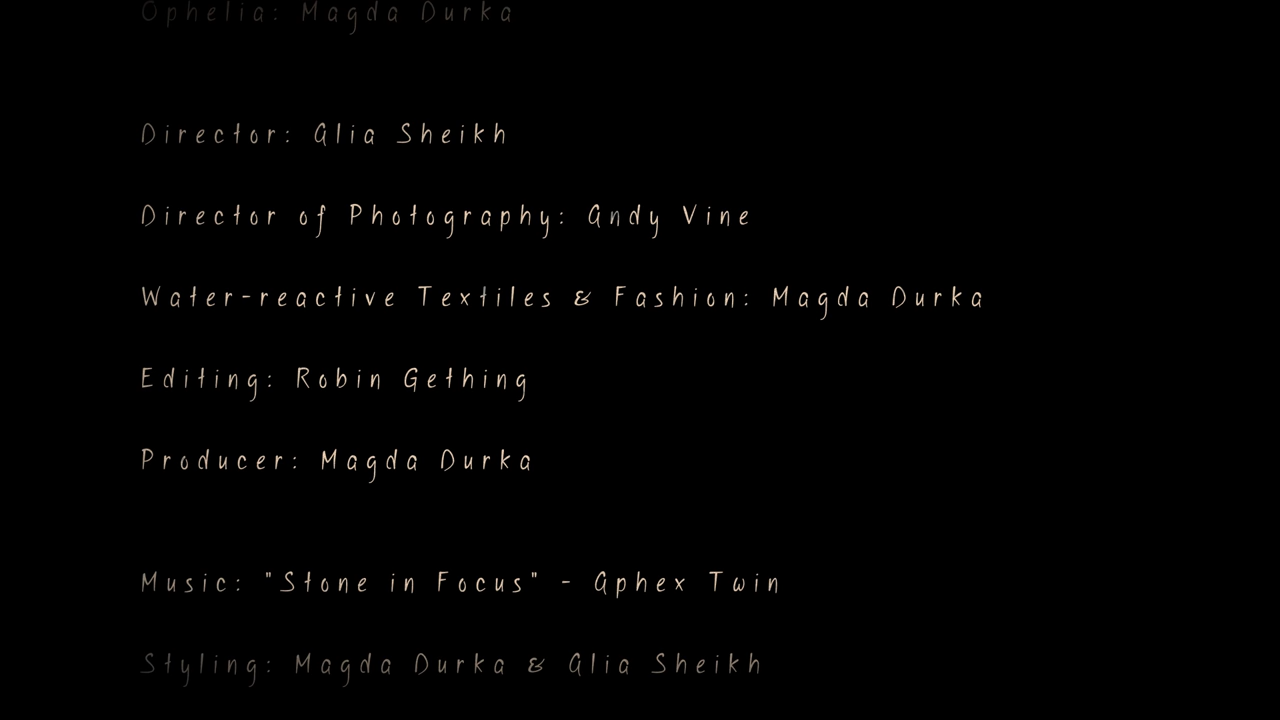 Ophelia: Magda Durka
Director: Alia Sheikh
Director of Photography: Andy Vine
Water-reactive Textiles & Fashion: Magda Durka
Editing: Robin Gething
Producer: Magda Durka
Music: "Stone in Focus" - Aphex Twin
Styling: Magda Durka & Alia Sheikh